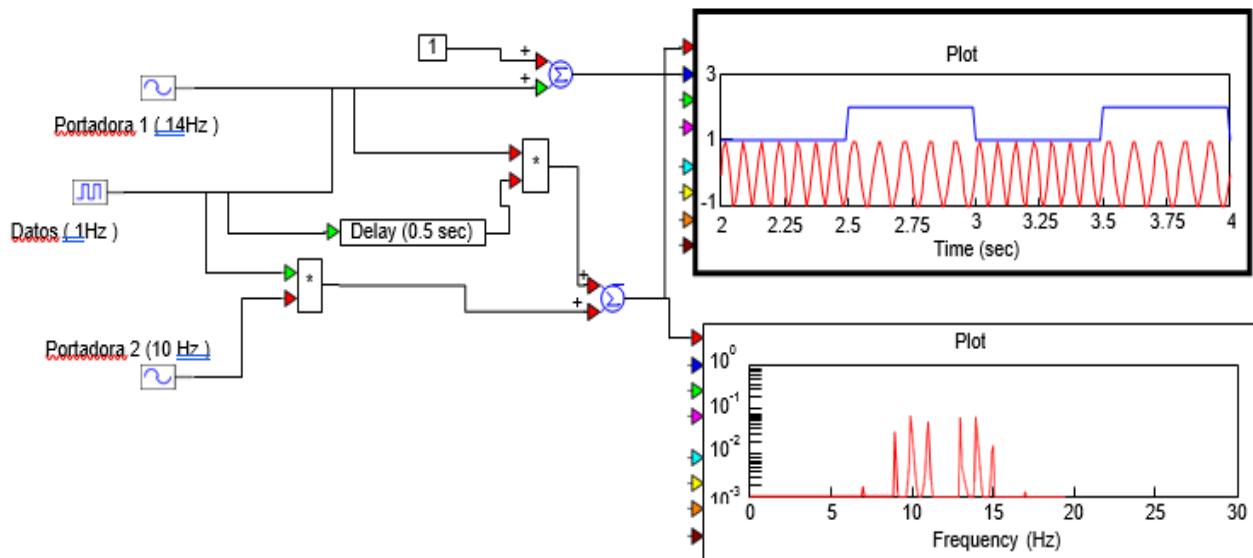 1
+
+
Portadora 1 ( 14Hz )
Datos ( 1Hz )
Delay (0.5 sec)
*
*
+
+
Portadora 2 (10 Hz )
Plot
3
1
-1
2 2.25 2.5 2.75 3 3.25 3.5 3.75 4
Time (sec)
Plot
10^0
10^-1
10^-2
10^-3
0 5 10 15 20 25 30
Frequency (Hz)
Σ
Σ